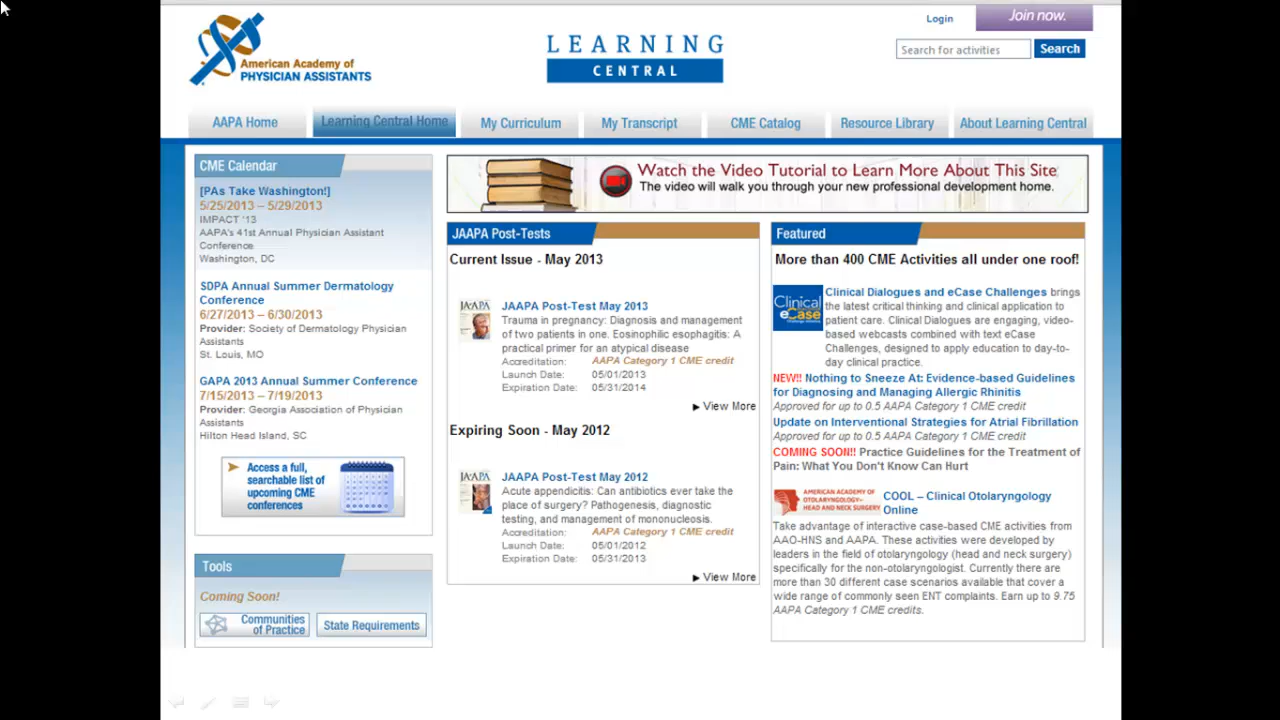 American Academy of
PHYSICIAN ASSISTANTS
LEARNING
CENTRAL
Login
Join now.
Search for activities
Search
AAPA Home
Learning Central Home
My Curriculum
My Transcript
CME Catalog
Resource Library
About Learning Central
CME Calendar
[PAs Take Washington!]
5/25/2013 – 5/29/2013
IMPACT '13
AAPA's 41st Annual Physician Assistant
Conference
Washington, DC
SDPA Annual Summer Dermatology
Conference
6/27/2013 – 6/30/2013
Provider: Society of Dermatology Physician
Assistants
St. Louis, MO
GAPA 2013 Annual Summer Conference
7/15/2013 – 7/19/2013
Provider: Georgia Association of Physician
Assistants
Hilton Head Island, SC
Access a full,
searchable list of
upcoming CME
conferences
Tools
Coming Soon!
Communities
of Practice
State Requirements
Watch the Video Tutorial to Learn More About This Site
The video will walk you through your new professional development home.
JAAPA Post-Tests
Current Issue - May 2013
JAAPA
JAAPA Post-Test May 2013
Trauma in pregnancy: Diagnosis and management
of two patients in one. Eosinophilic esophagitis: A
practical primer for an atypical disease
Accreditation: AAPA Category 1 CME credit
Launch Date: 05/01/2013
Expiration Date: 05/31/2014
▶ View More
Expiring Soon - May 2012
JAAPA
JAAPA Post-Test May 2012
Acute appendicitis: Can antibiotics ever take the
place of surgery? Pathogenesis, diagnostic
testing, and management of mononucleosis.
Accreditation: AAPA Category 1 CME credit
Launch Date: 05/01/2012
Expiration Date: 05/31/2013
▶ View More
Featured
More than 400 CME Activities all under one roof!
Clinical
eCase
Clinical Dialogues and eCase Challenges brings
the latest critical thinking and clinical application to
patient care. Clinical Dialogues are engaging, video-
based webcasts combined with text eCase
Challenges, designed to apply education to day-to-
day clinical practice.
NEW!! Nothing to Sneeze At: Evidence-based Guidelines
for Diagnosing and Managing Allergic Rhinitis
Approved for up to 0.5 AAPA Category 1 CME credit
Update on Interventional Strategies for Atrial Fibrillation
Approved for up to 0.5 AAPA Category 1 CME credit
COMING SOON!! Practice Guidelines for the Treatment of
Pain: What You Don't Know Can Hurt
AMERICAN ACADEMY OF
OTOLARYNGOLOGY–
HEAD AND NECK SURGERY
COOL – Clinical Otolaryngology
Online
Take advantage of interactive case-based CME activities from
AAO-HNS and AAPA. These activities were developed by
leaders in the field of otolaryngology (head and neck surgery)
specifically for the non-otolaryngologist. Currently there are
more than 30 different case scenarios available that cover a
wide range of commonly seen ENT complaints. Earn up to 9.75
AAPA Category 1 CME credits.